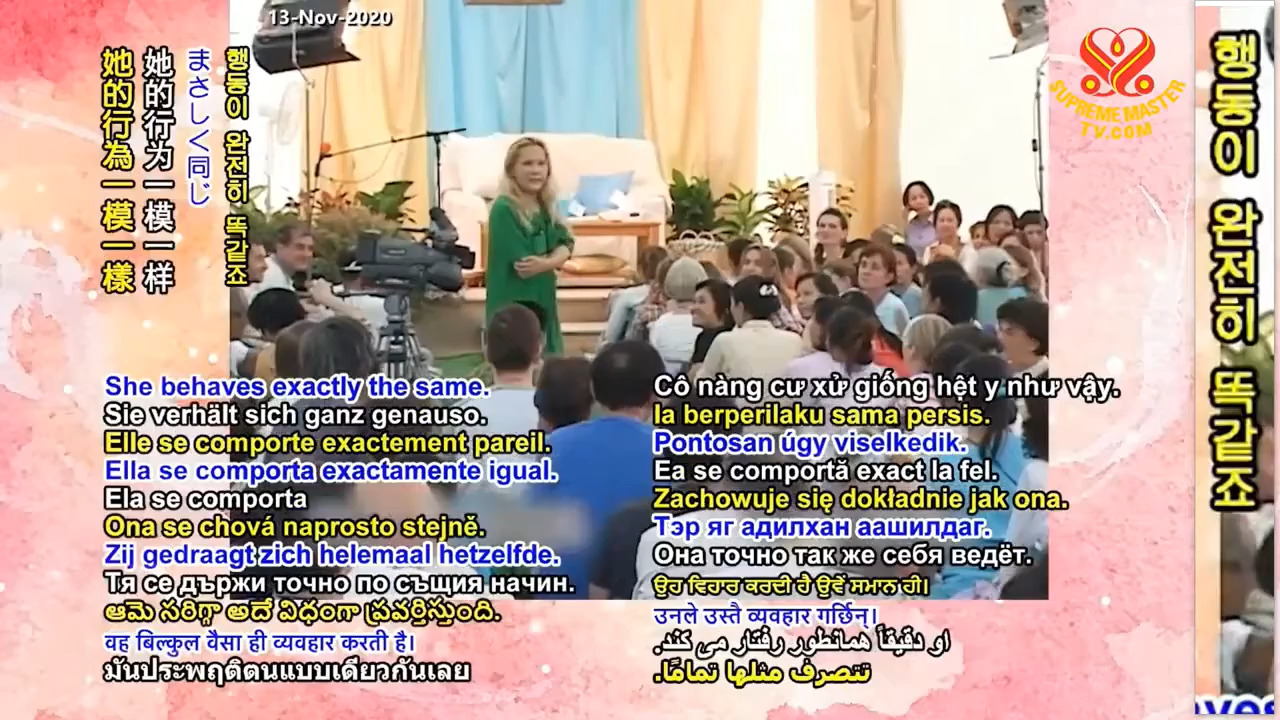 13-Nov-2020
SUPREME MASTER
TV.COM
她的行為一模一樣
她的行为一模一样
まさしく同じ
행동이 완전히 똑같죠
She behaves exactly the same.
Sie verhält sich ganz genauso.
Elle se comporte exactement pareil.
Ella se comporta exactamente igual.
Ela se comporta
Ona se chová naprosto stejně.
Zij gedraagt zich helemaal hetzelfde.
Тя се държи точно по същия начин.
ఆమె సరిగ్గా అదే విధంగా ప్రవర్తిస్తుంది.
वह बिल्कुल वैसा ही व्यवहार करती है।
มันประพฤติตนแบบเดียวกันเลย
Cô nàng cư xử giống hệt y như vậy.
Ia berperilaku sama persis.
Pontosan úgy viselkedik.
Ea se comportă exact la fel.
Zachowuje się dokładnie jak ona.
Тэр яг адилхан аашилдаг.
Она точно так же себя ведёт.
ਉਹ ਵਿਹਾਰ ਕਰਦੀ ਹੈ ਉਵੇਂ ਸਮਾਨ ਹੀ।
उनले उस्तै व्यवहार गर्छिन्।
او دقیقاً همانطور رفتار می کند.
تتصرف مثلها تمامًا.
행동이 완전히 똑같죠